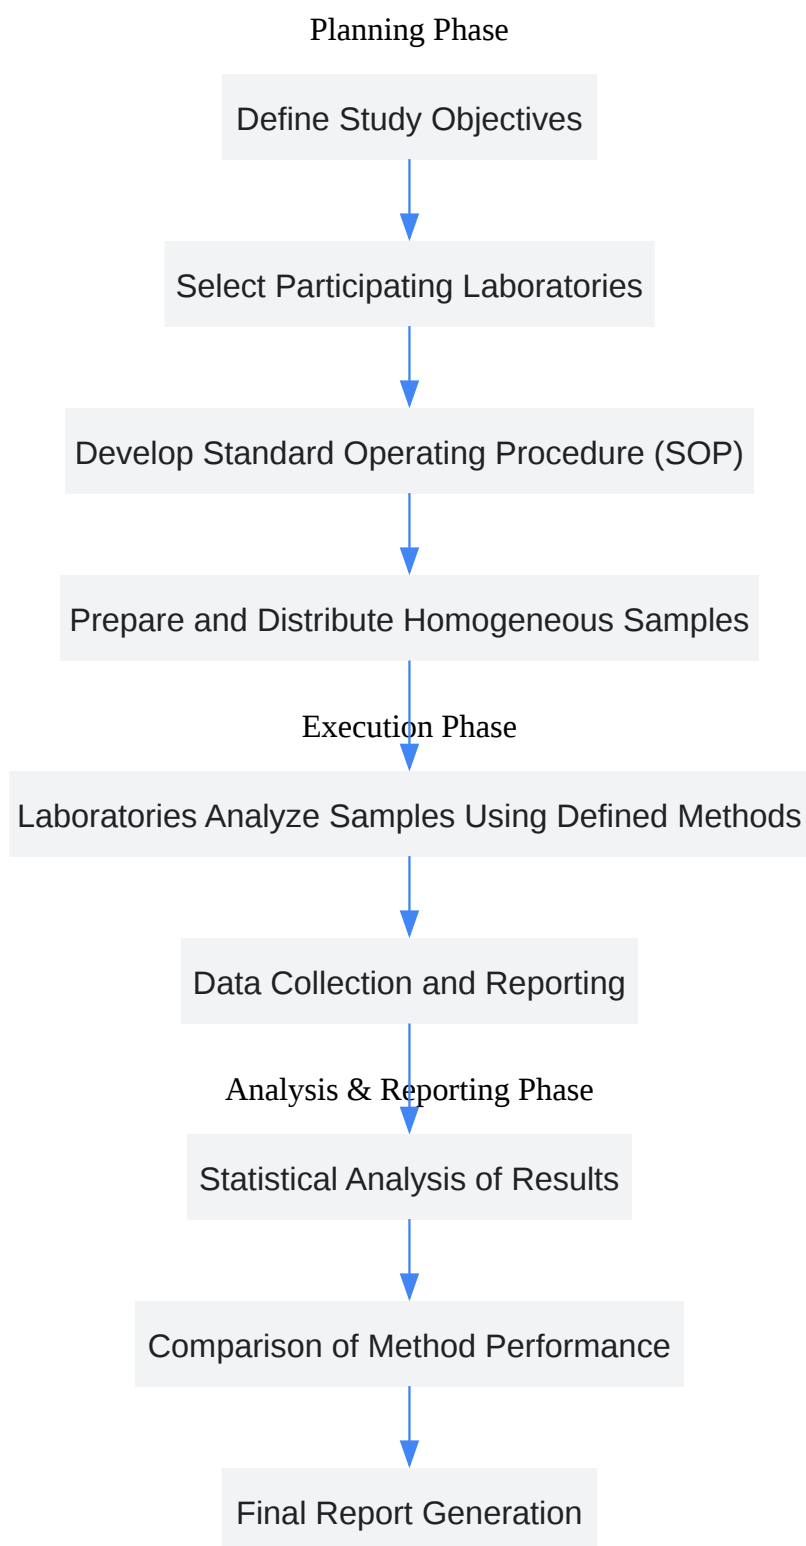 Planning Phase
Define Study Objectives
Select Participating Laboratories
Develop Standard Operating Procedure (SOP)
Prepare and Distribute Homogeneous Samples
Execution Phase
Laboratories Analyze Samples Using Defined Methods
Data Collection and Reporting
Analysis & Reporting Phase
Statistical Analysis of Results
Comparison of Method Performance
Final Report Generation